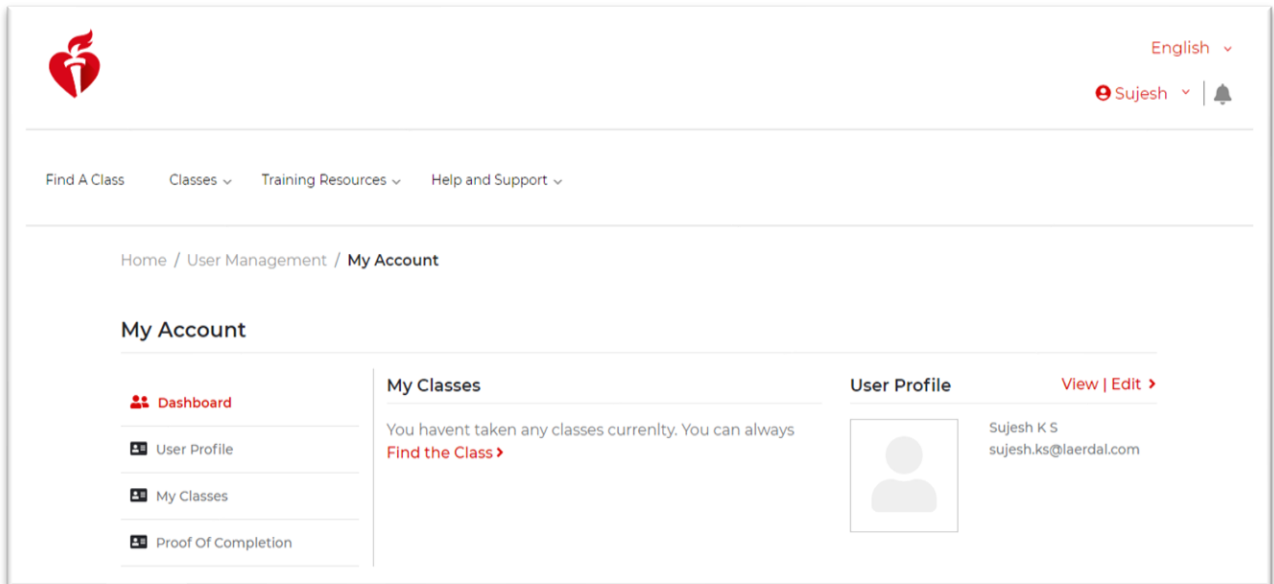 English
Sujesh
Find A Class Classes Training Resources Help and Support
Home / User Management / My Account
My Account
Dashboard
User Profile
My Classes
Proof Of Completion
My Classes
You havent taken any classes currenlty. You can always
Find the Class >
User Profile View | Edit >
Sujesh K S
sujesh.ks@laerdal.com